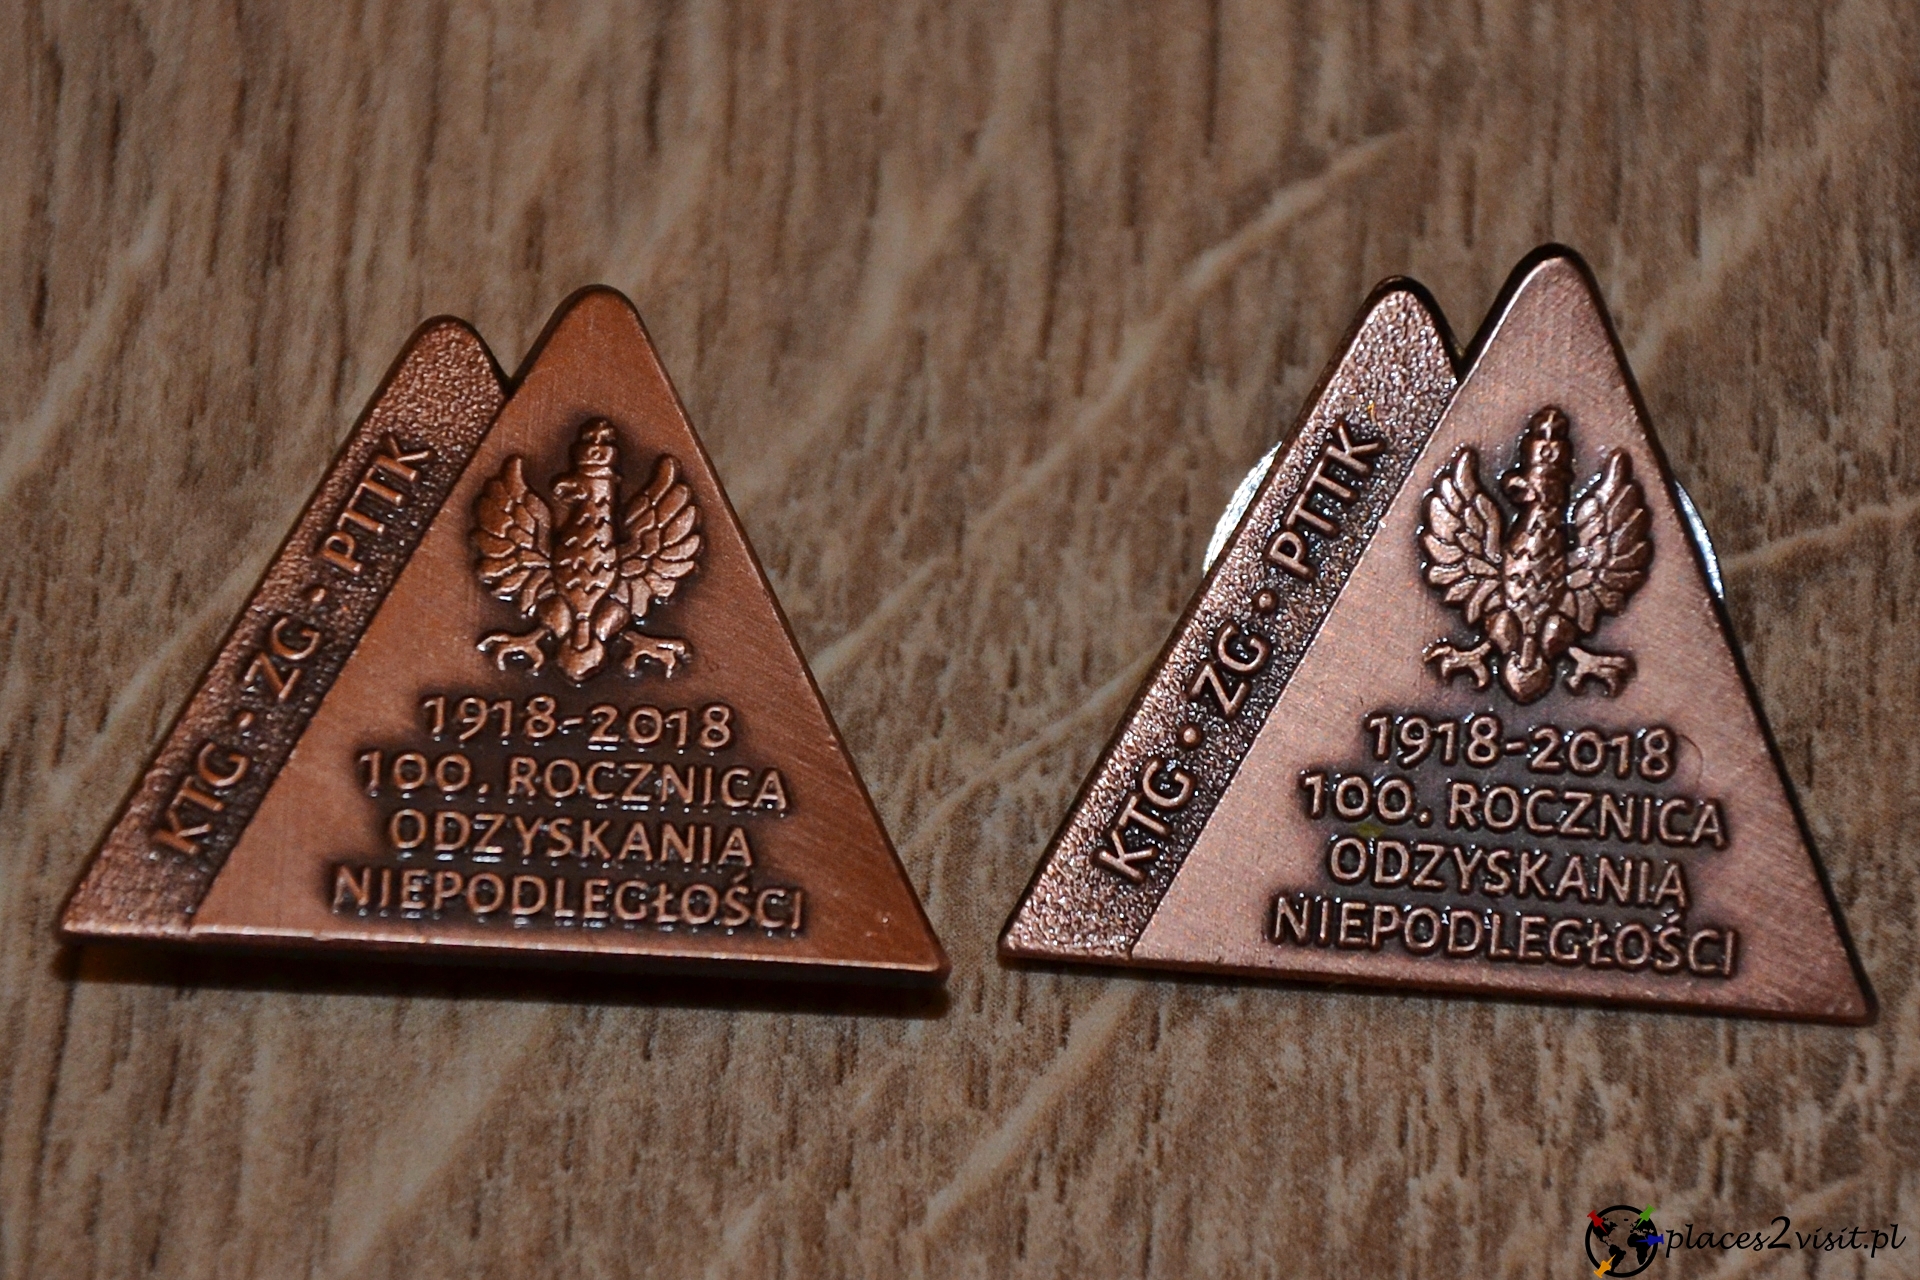 KTG · ZG · PTTK
1918-2018
100. ROCZNICA
ODZYSKANIA
NIEPODLEGŁOŚCI
KTG · ZG · PTTK
1918-2018
100. ROCZNICA
ODZYSKANIA
NIEPODLEGŁOŚCI
places2visit.pl